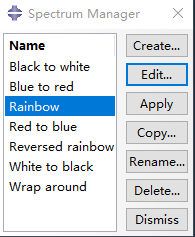 Spectrum Manager
Name
Black to white
Blue to red
Rainbow
Red to blue
Reversed rainbow
White to black
Wrap around
Create...
Edit...
Apply
Copy...
Rename...
Delete...
Dismiss